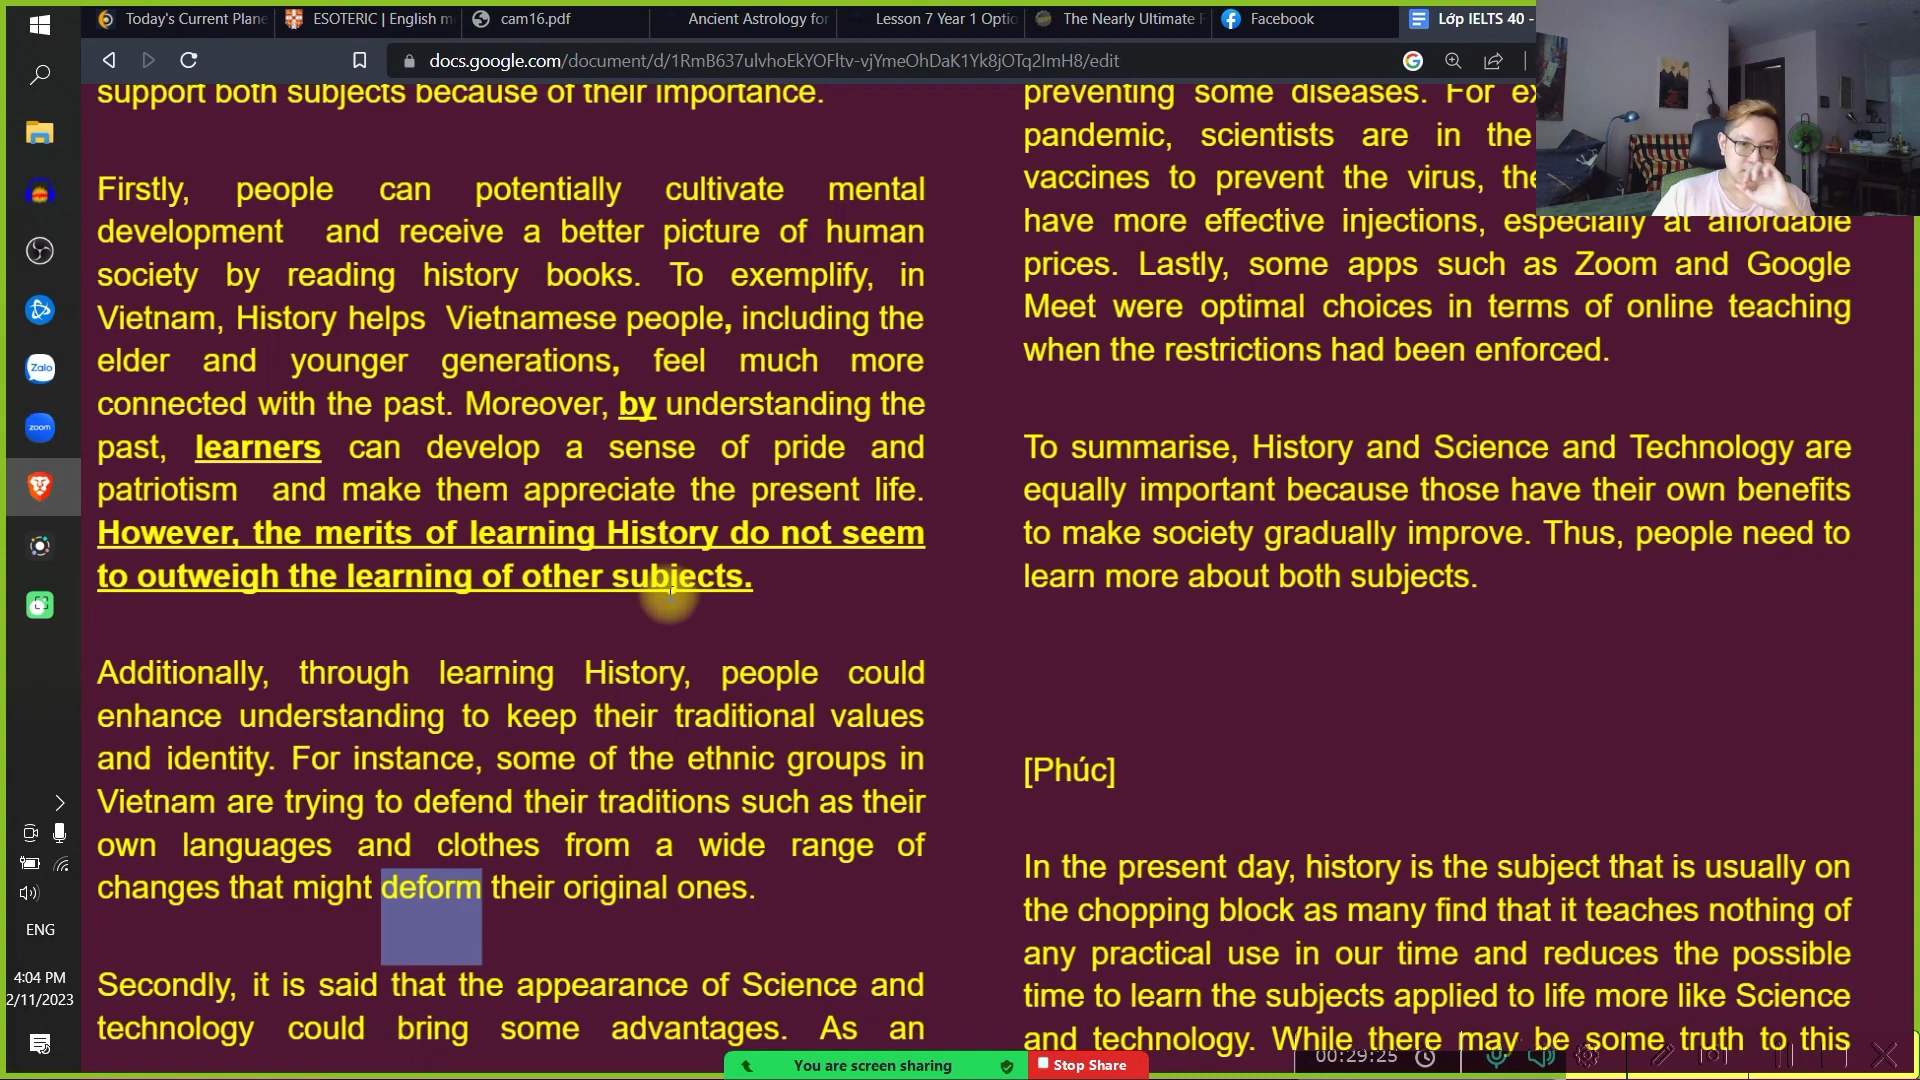 Today's Current Plane
ESOTERIC | English m
cam16.pdf
Ancient Astrology for
Lesson 7 Year 1 Optio
The Nearly Ultimate F
Facebook
Lớp IELTS 40 -
docs.google.com/document/d/1RmB637ulvhoEkYOFltv-vjYmeOhDaK1Yk8jOTq2ImH8/edit
support both subjects because of their importance.
Firstly, people can potentially cultivate mental
development and receive a better picture of human
society by reading history books. To exemplify, in
Vietnam, History helps Vietnamese people, including the
elder and younger generations, feel much more
connected with the past. Moreover, by understanding the
past, learners can develop a sense of pride and
patriotism and make them appreciate the present life.
However, the merits of learning History do not seem
to outweigh the learning of other subjects.
Additionally, through learning History, people could
enhance understanding to keep their traditional values
and identity. For instance, some of the ethnic groups in
Vietnam are trying to defend their traditions such as their
own languages and clothes from a wide range of
changes that might deform their original ones.
Secondly, it is said that the appearance of Science and
technology could bring some advantages. As an
preventing some diseases. For ex
pandemic, scientists are in the
vaccines to prevent the virus, the
have more effective injections, especially at affordable
prices. Lastly, some apps such as Zoom and Google
Meet were optimal choices in terms of online teaching
when the restrictions had been enforced.
To summarise, History and Science and Technology are
equally important because those have their own benefits
to make society gradually improve. Thus, people need to
learn more about both subjects.
[Phúc]
In the present day, history is the subject that is usually on
the chopping block as many find that it teaches nothing of
any practical use in our time and reduces the possible
time to learn the subjects applied to life more like Science
and technology. While there may be some truth to this
Zalo
zoom
ENG
4:04 PM
2/11/2023
You are screen sharing
Stop Share
00:29:25